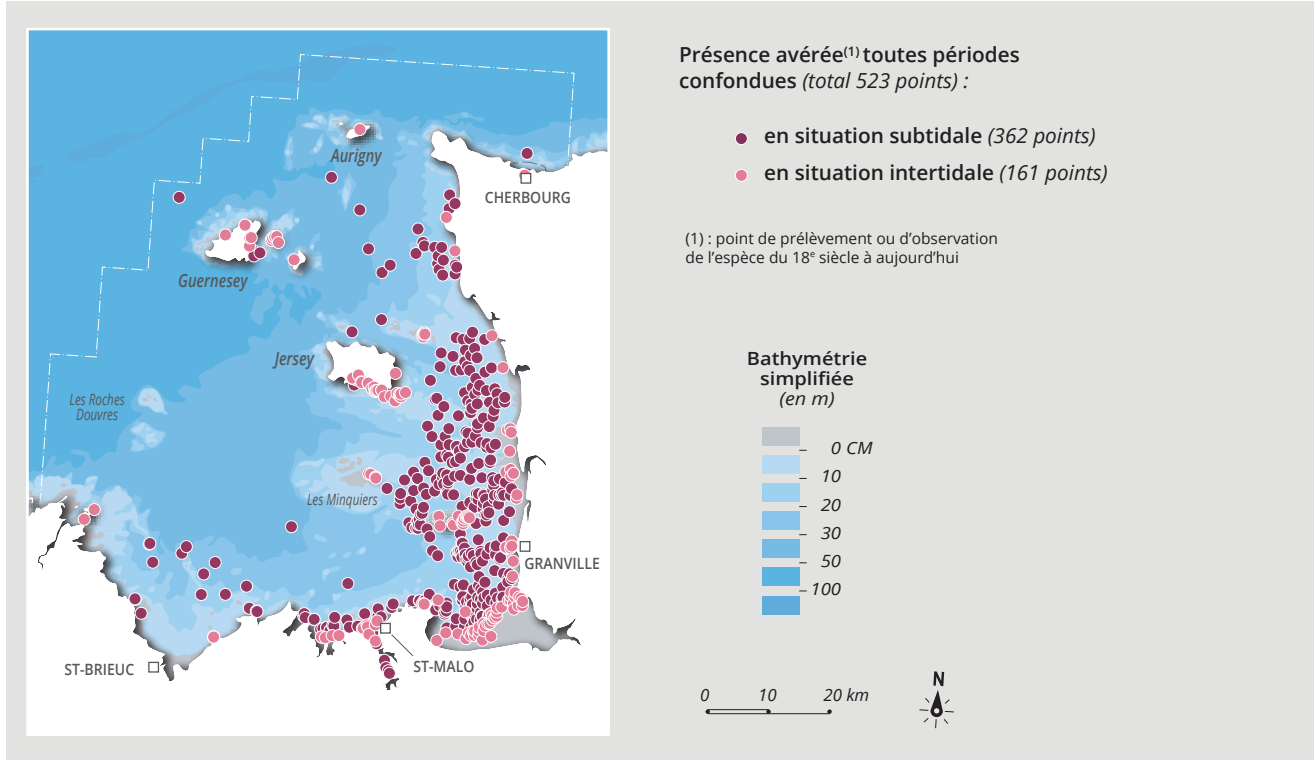 Aurigny
CHERBOURG
Guernesey
Jersey
Les Roches
Douvres
Les Minquiers
GRANVILLE
ST-BRIEUC
ST-MALO
Présence avérée(1) toutes périodes
confondues (total 523 points) :
en situation subtidale (362 points)
en situation intertidale (161 points)
(1) : point de prélèvement ou d'observation
de l'espèce du 18e siècle à aujourd'hui
Bathymétrie
simplifiée
(en m)
0 CM
10
20
30
50
100
0 10 20 km
N